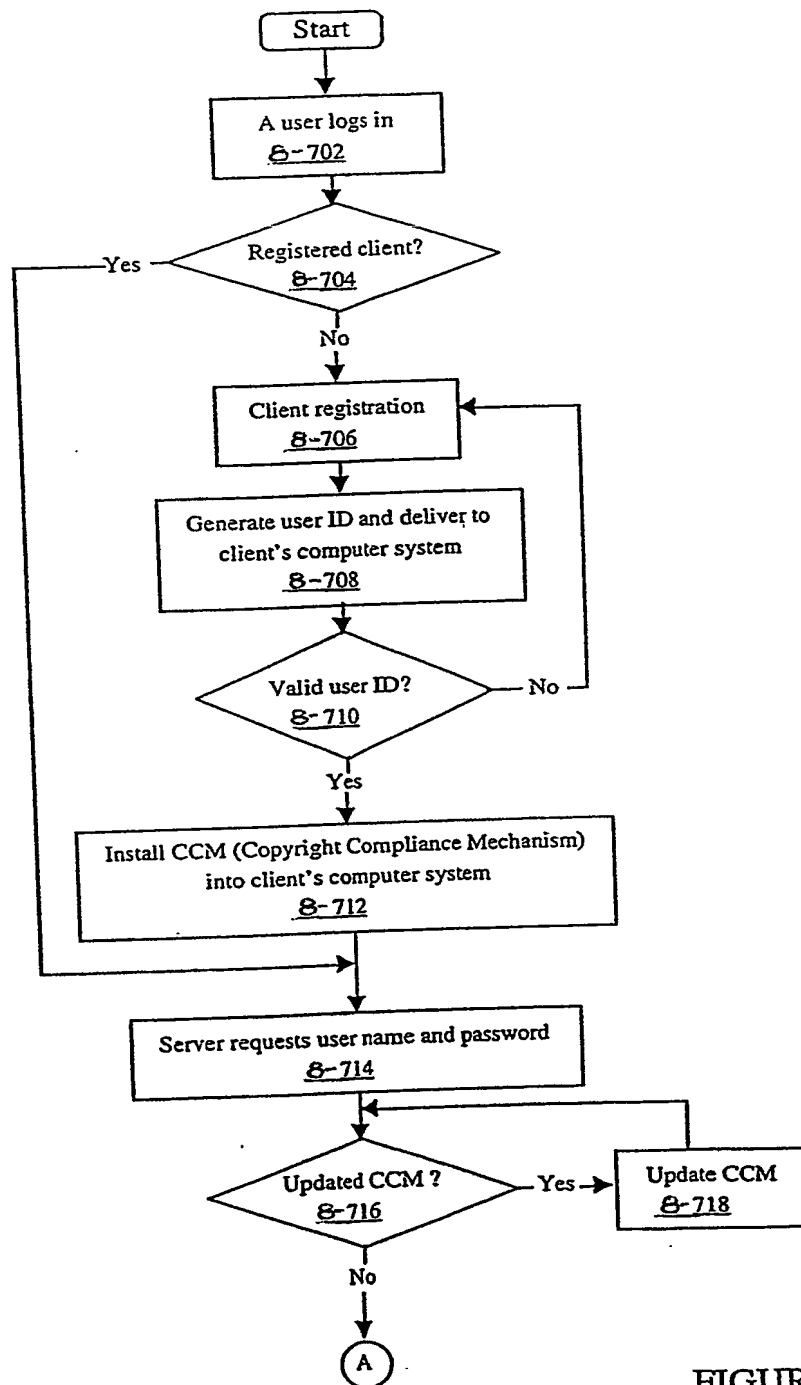 Start
A user logs in
8-702
Registered client?
8-704
Yes
No
Client registration
8-706
Generate user ID and deliver to
client's computer system
8-708
Valid user ID?
8-710
No
Yes
Install CCM (Copyright Compliance Mechanism)
into client's computer system
8-712
Server requests user name and password
8-714
Updated CCM ?
8-716
Yes
Update CCM
8-718
No
A
FIGUR